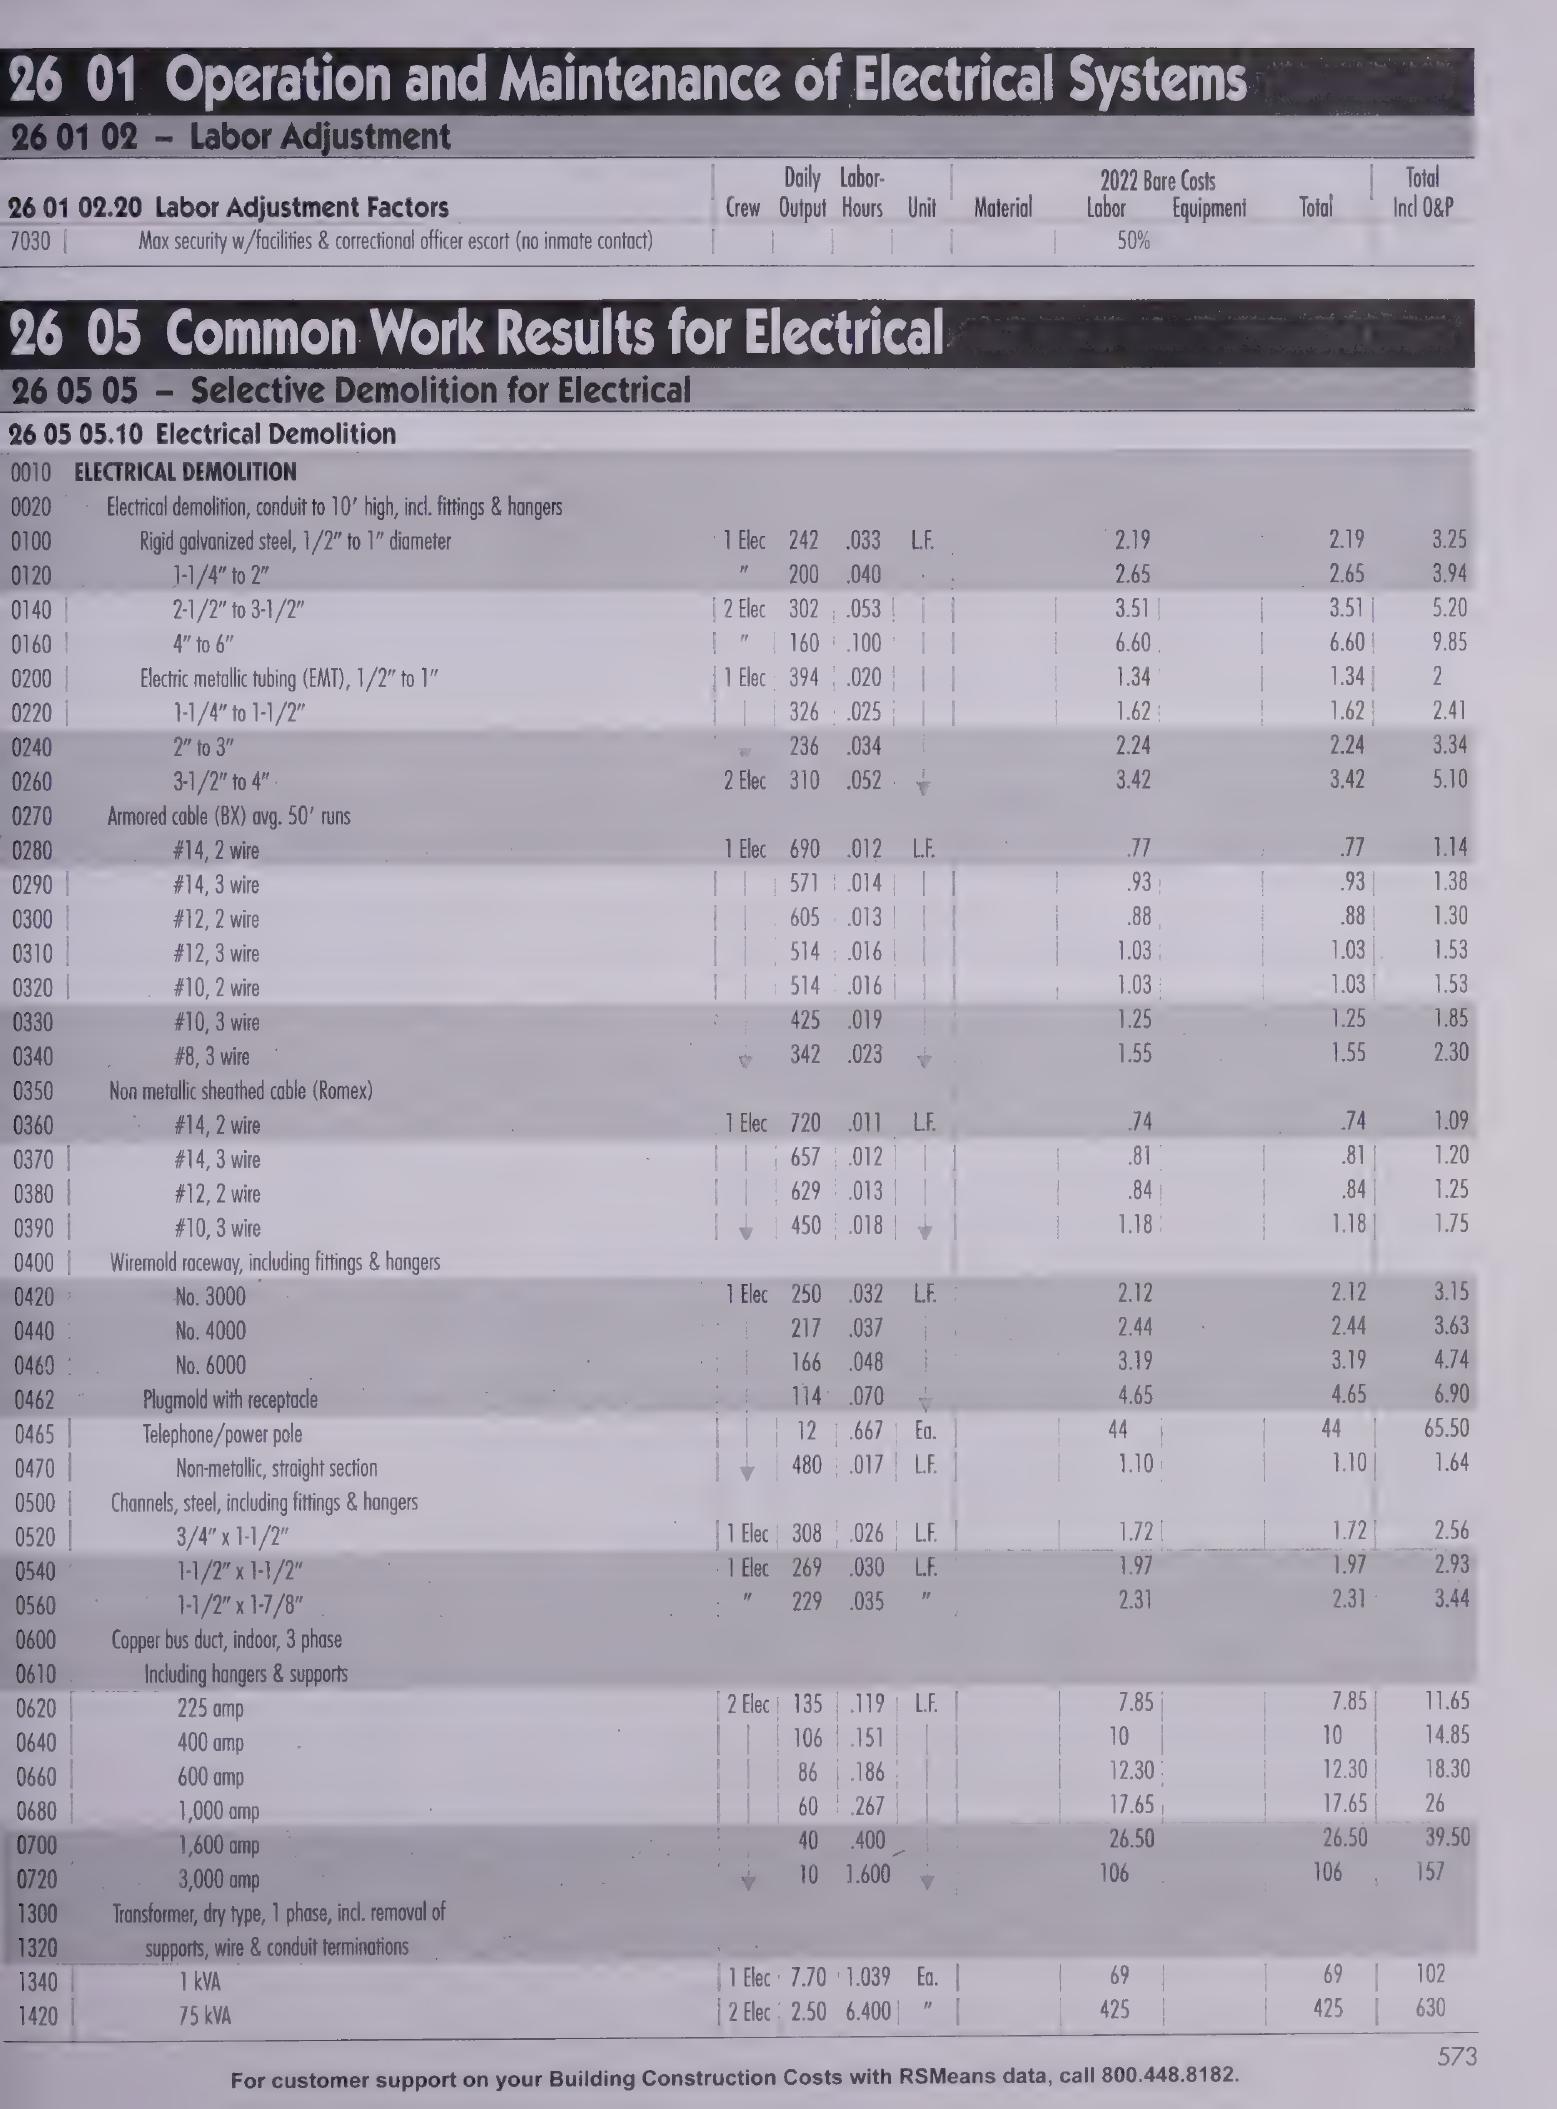 26 01 Operation and Maintenance of Electrical Systems
26 01 02 – Labor Adjustment
Daily Labor- 2022 Bare Costs Total
26 01 02.20 Labor Adjustment Factors Crew Output Hours Unit Material Labor Equipment Total Incl O&P
7030 Max security w/facilities & correctional officer escort (no inmate contact) 50%
26 05 Common Work Results for Electrical
26 05 05 – Selective Demolition for Electrical
26 05 05.10 Electrical Demolition
0010 ELECTRICAL DEMOLITION
0020 Electrical demolition, conduit to 10' high, incl. fittings & hangers
0100 Rigid galvanized steel, 1/2" to 1" diameter 1 Elec 242 .033 L.F. 2.19 2.19 3.25
0120 1-1/4" to 2" " 200 .040 2.65 2.65 3.94
0140 2-1/2" to 3-1/2" 2 Elec 302 .053 3.51 3.51 5.20
0160 4" to 6" " 160 .100 6.60 6.60 9.85
0200 Electric metallic tubing (EMT), 1/2" to 1" 1 Elec 394 .020 1.34 1.34 2
0220 1-1/4" to 1-1/2" 326 .025 1.62 1.62 2.41
0240 2" to 3" 236 .034 2.24 2.24 3.34
0260 3-1/2" to 4" 2 Elec 310 .052 3.42 3.42 5.10
0270 Armored cable (BX) avg. 50' runs
0280 #14, 2 wire 1 Elec 690 .012 L.F. .77 .77 1.14
0290 #14, 3 wire 571 .014 .93 .93 1.38
0300 #12, 2 wire 605 .013 .88 .88 1.30
0310 #12, 3 wire 514 .016 1.03 1.03 1.53
0320 #10, 2 wire 514 .016 1.03 1.03 1.53
0330 #10, 3 wire 425 .019 1.25 1.25 1.85
0340 #8, 3 wire 342 .023 1.55 1.55 2.30
0350 Non metallic sheathed cable (Romex)
0360 #14, 2 wire 1 Elec 720 .011 L.F. .74 .74 1.09
0370 #14, 3 wire 657 .012 .81 .81 1.20
0380 #12, 2 wire 629 .013 .84 .84 1.25
0390 #10, 3 wire 450 .018 1.18 1.18 1.75
0400 Wiremold raceway, including fittings & hangers
0420 No. 3000 1 Elec 250 .032 L.F. 2.12 2.12 3.15
0440 No. 4000 217 .037 2.44 2.44 3.63
0460 No. 6000 166 .048 3.19 3.19 4.74
0462 Plugmold with receptacle 114 .070 4.65 4.65 6.90
0465 Telephone/power pole 12 .667 Ea. 44 44 65.50
0470 Non-metallic, straight section 480 .017 L.F. 1.10 1.10 1.64
0500 Channels, steel, including fittings & hangers
0520 3/4" x 1-1/2" 1 Elec 308 .026 L.F. 1.72 1.72 2.56
0540 1-1/2" x 1-1/2" 1 Elec 269 .030 L.F. 1.97 1.97 2.93
0560 1-1/2" x 1-7/8" " 229 .035 " 2.31 2.31 3.44
0600 Copper bus duct, indoor, 3 phase
0610 Including hangers & supports
0620 225 amp 2 Elec 135 .119 L.F. 7.85 7.85 11.65
0640 400 amp 106 .151 10 10 14.85
0660 600 amp 86 .186 12.30 12.30 18.30
0680 1,000 amp 60 .267 17.65 17.65 26
0700 1,600 amp 40 .400 26.50 26.50 39.50
0720 3,000 amp 10 1.600 106 106 157
1300 Transformer, dry type, 1 phase, incl. removal of
1320 supports, wire & conduit terminations
1340 1 kVA 1 Elec 7.70 1.039 Ea. 69 69 102
1420 75 kVA 2 Elec 2.50 6.400 " 425 425 630
573
For customer support on your Building Construction Costs with RSMeans data, call 800.448.8182.